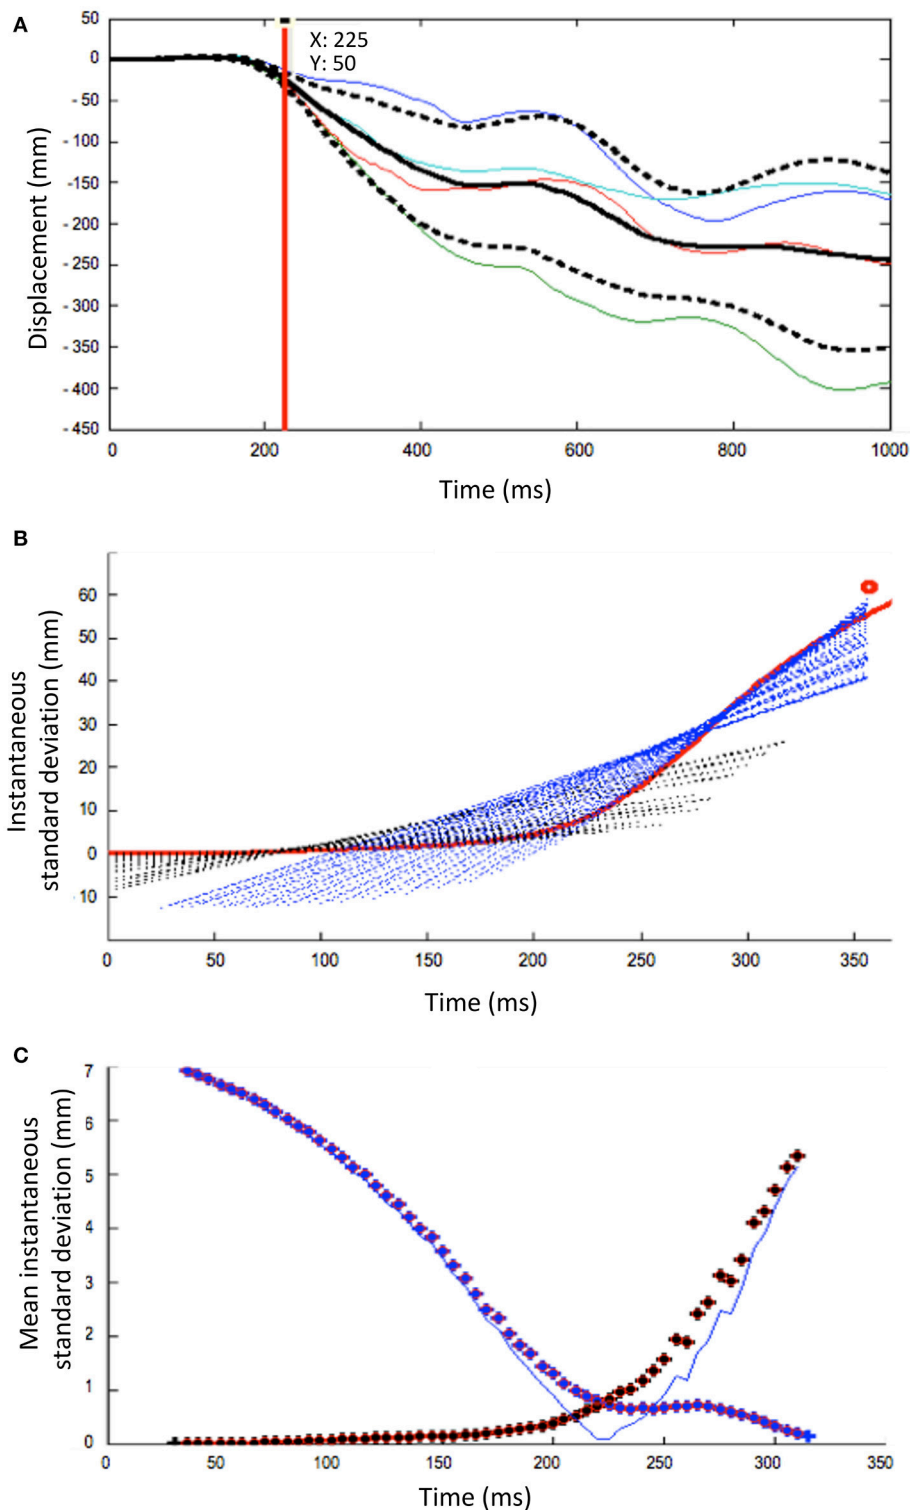 A
X: 225
Y: 50
50
0
- 50
- 100
- 150
- 200
- 250
- 300
- 350
- 400
- 450
Displacement (mm)
0 200 400 600 800 1000
Time (ms)
B
60
50
40
30
20
10
0
10
Instantaneous
standard deviation (mm)
0 50 100 150 200 250 300 350
Time (ms)
C
7
6
5
4
3
2
1
0
Mean instantaneous
standard deviation (mm)
50 100 150 200 250 300 350
Time (ms)